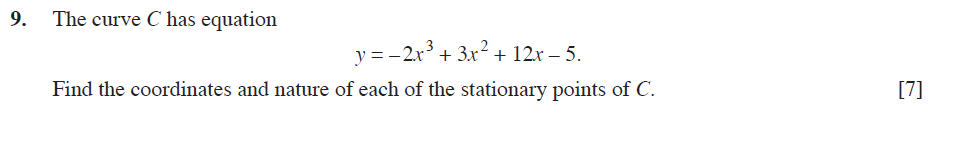 9. The curve C has equation
y = –2x³ + 3x² + 12x – 5.
Find the coordinates and nature of each of the stationary points of C. [7]